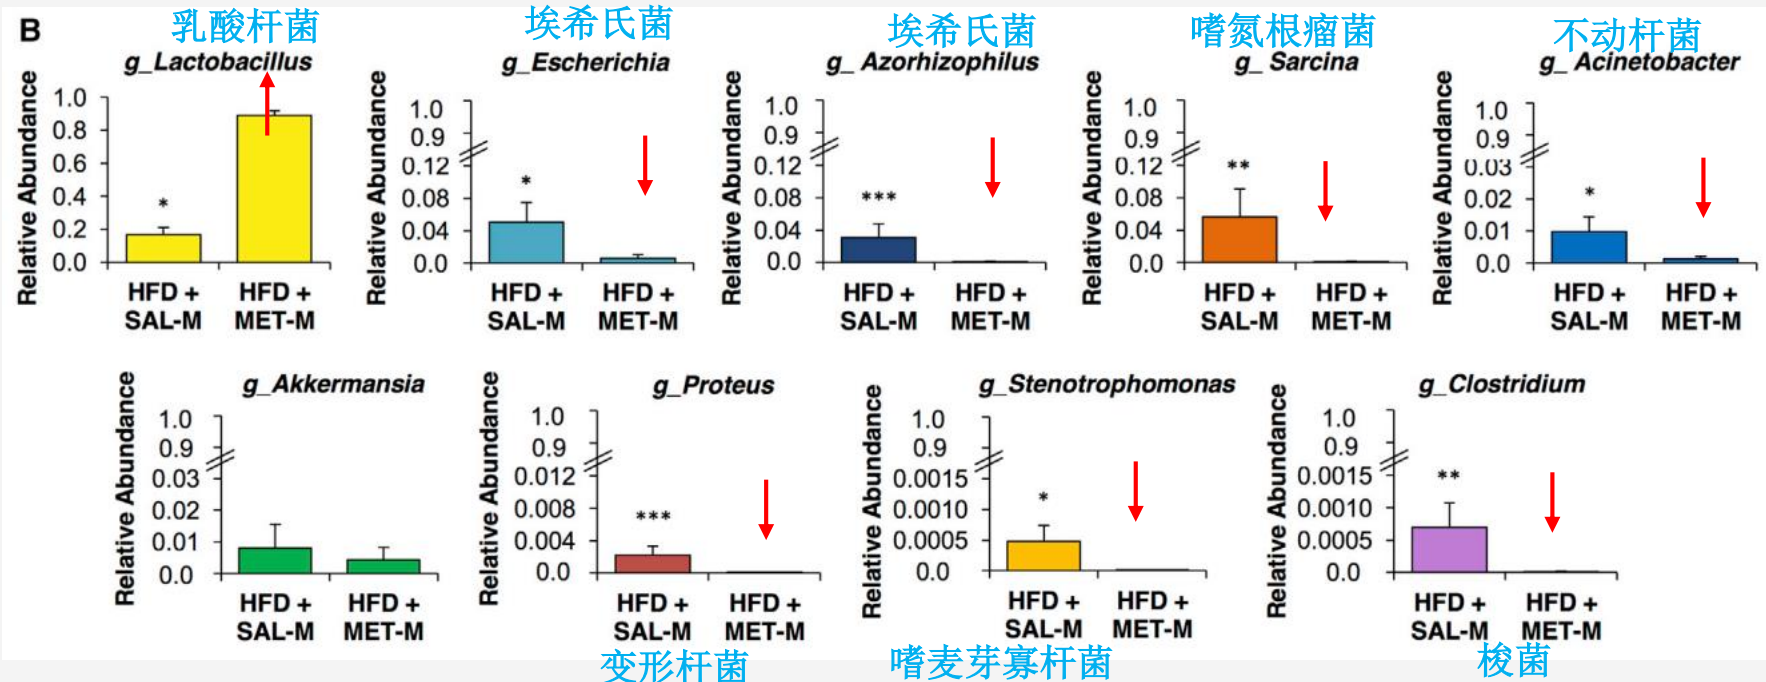 B
乳酸杆菌
埃希氏菌
埃希氏菌
嗜氮根瘤菌
不动杆菌
g_Lactobacillus
Relative Abundance
1.0
0.8
0.6
0.4
0.2
0.0
*
HFD + SAL-M
HFD + MET-M
g_Escherichia
Relative Abundance
1.0
0.9
0.12
0.08
0.04
0.0
*
HFD + SAL-M
HFD + MET-M
g_ Azorhizophilus
Relative Abundance
1.0
0.9
0.12
0.08
0.04
0.0
***
HFD + SAL-M
HFD + MET-M
g_ Sarcina
Relative Abundance
1.0
0.9
0.12
0.08
0.04
0.0
**
HFD + SAL-M
HFD + MET-M
g_ Acinetobacter
Relative Abundance
1.0
0.9
0.03
0.02
0.01
0.0
*
HFD + SAL-M
HFD + MET-M
g_Akkermansia
Relative Abundance
1.0
0.9
0.03
0.02
0.01
0.0
HFD + SAL-M
HFD + MET-M
g_Proteus
Relative Abundance
1.0
0.9
0.012
0.008
0.004
0.0
***
HFD + SAL-M
HFD + MET-M
g_Stenotrophomonas
Relative Abundance
1.0
0.9
0.0015
0.0010
0.0005
0.0
*
HFD + SAL-M
HFD + MET-M
g_Clostridium
Relative Abundance
1.0
0.9
0.0015
0.0010
0.0005
0.0
**
HFD + SAL-M
HFD + MET-M
变形杆菌
嗜麦芽寡杆菌
梭菌